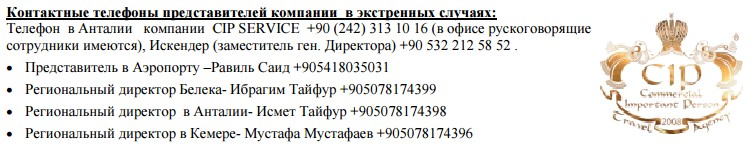 Контактные телефоны представителей компании в экстренных случаях:
Телефон в Анталии компании CIP SERVICE +90 (242) 313 10 16 (в офисе рускоговорящие
сотрудники имеются), Искендер (заместитель ген. Директора) +90 532 212 58 52 .
• Представитель в Аэропорту –Равиль Саид +905418035031
• Региональный директор Белека- Ибрагим Тайфур +905078174399
• Региональный директор в Анталии- Исмет Тайфур +905078174398
• Региональный директор в Кемере- Мустафа Мустафаев +905078174396
CIP
Commercial
Important Person
2008
Travel Agency